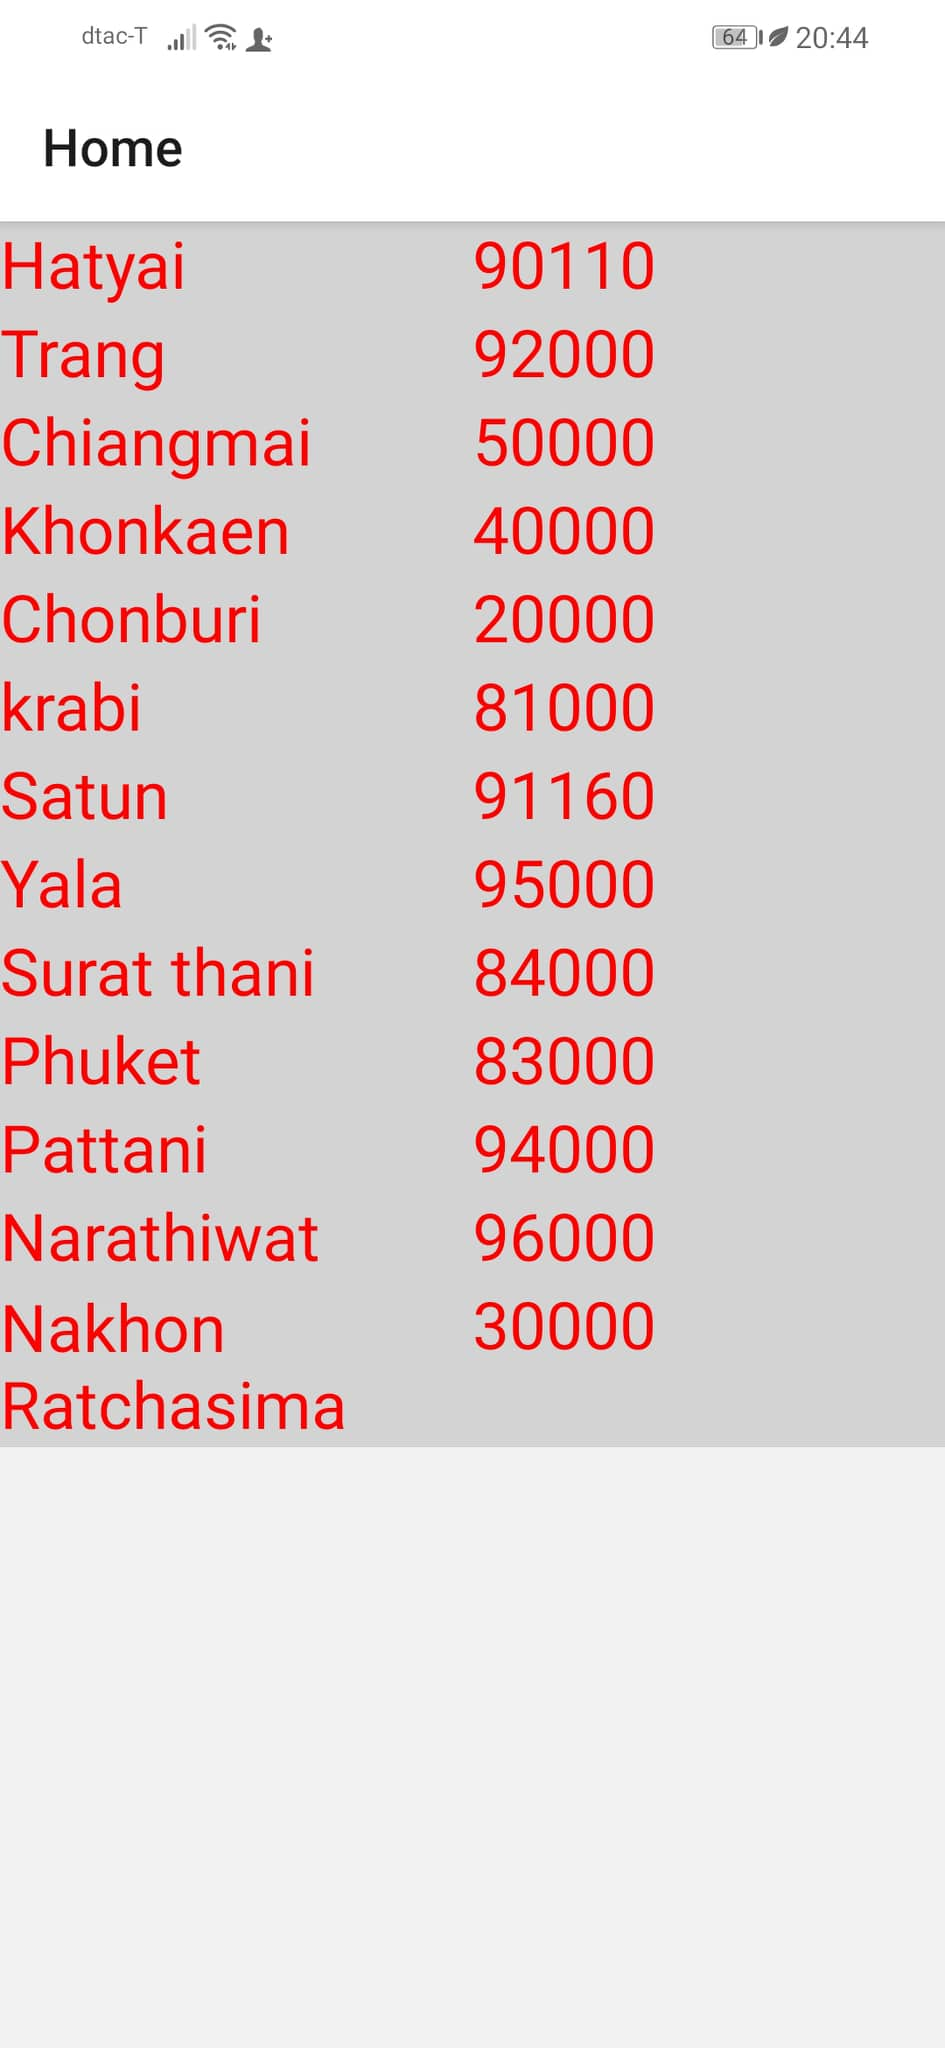 dtac-T 64 20:44
Home
Hatyai 90110
Trang 92000
Chiangmai 50000
Khonkaen 40000
Chonburi 20000
krabi 81000
Satun 91160
Yala 95000
Surat thani 84000
Phuket 83000
Pattani 94000
Narathiwat 96000
Nakhon 30000
Ratchasima